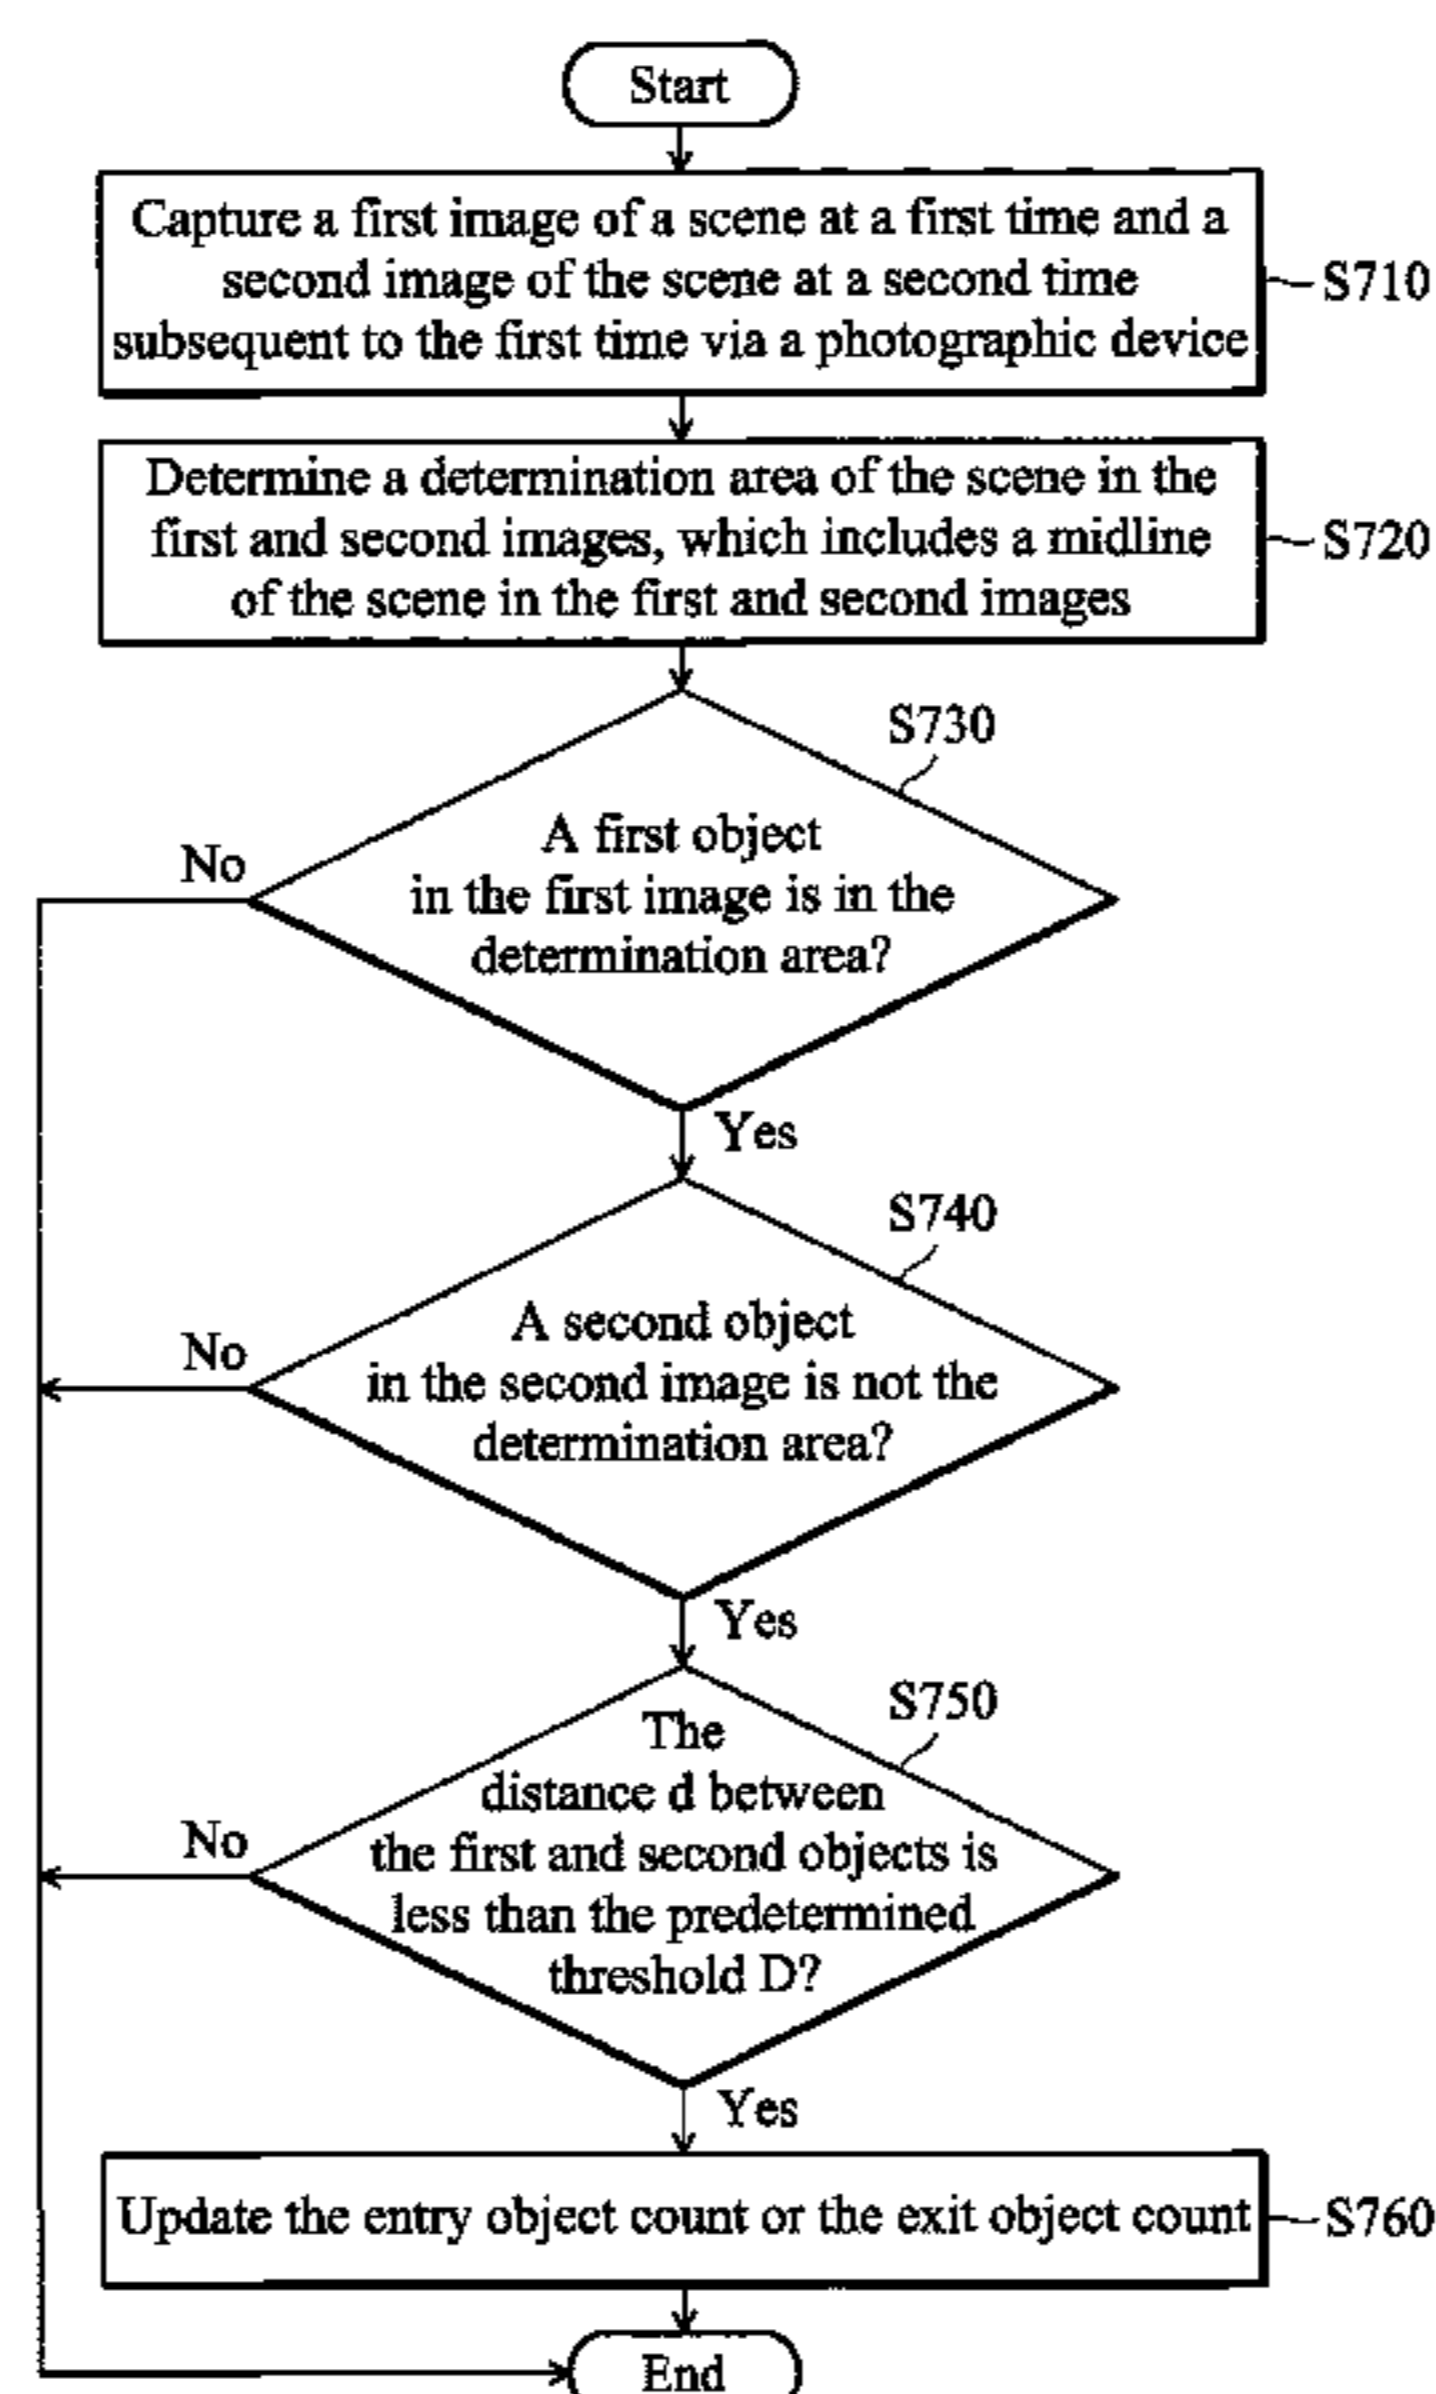 Start
Capture a first image of a scene at a first time and a
second image of the scene at a second time
subsequent to the first time via a photographic device
S710
Determine a determination area of the scene in the
first and second images, which includes a midline
of the scene in the first and second images
S720
S730
A first object
in the first image is in the
determination area?
No
Yes
S740
A second object
in the second image is not the
determination area?
No
Yes
S750
The
distance d between
the first and second objects is
less than the predetermined
threshold D?
No
Yes
Update the entry object count or the exit object count
S760
End